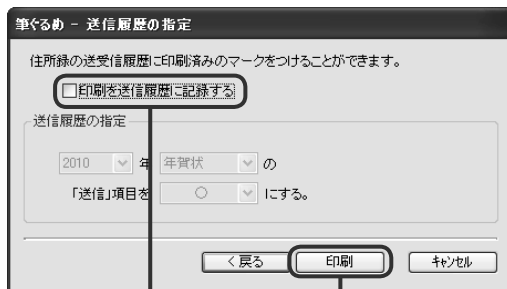 筆ぐるめ - 送信履歴の指定
住所録の送受信履歴に印刷済みのマークをつけることができます。
印刷を送信履歴に記録する
送信履歴の指定
2010 年 年賀状 の
「送信」項目を ○ にする。
< 戻る 印刷 キャンセル